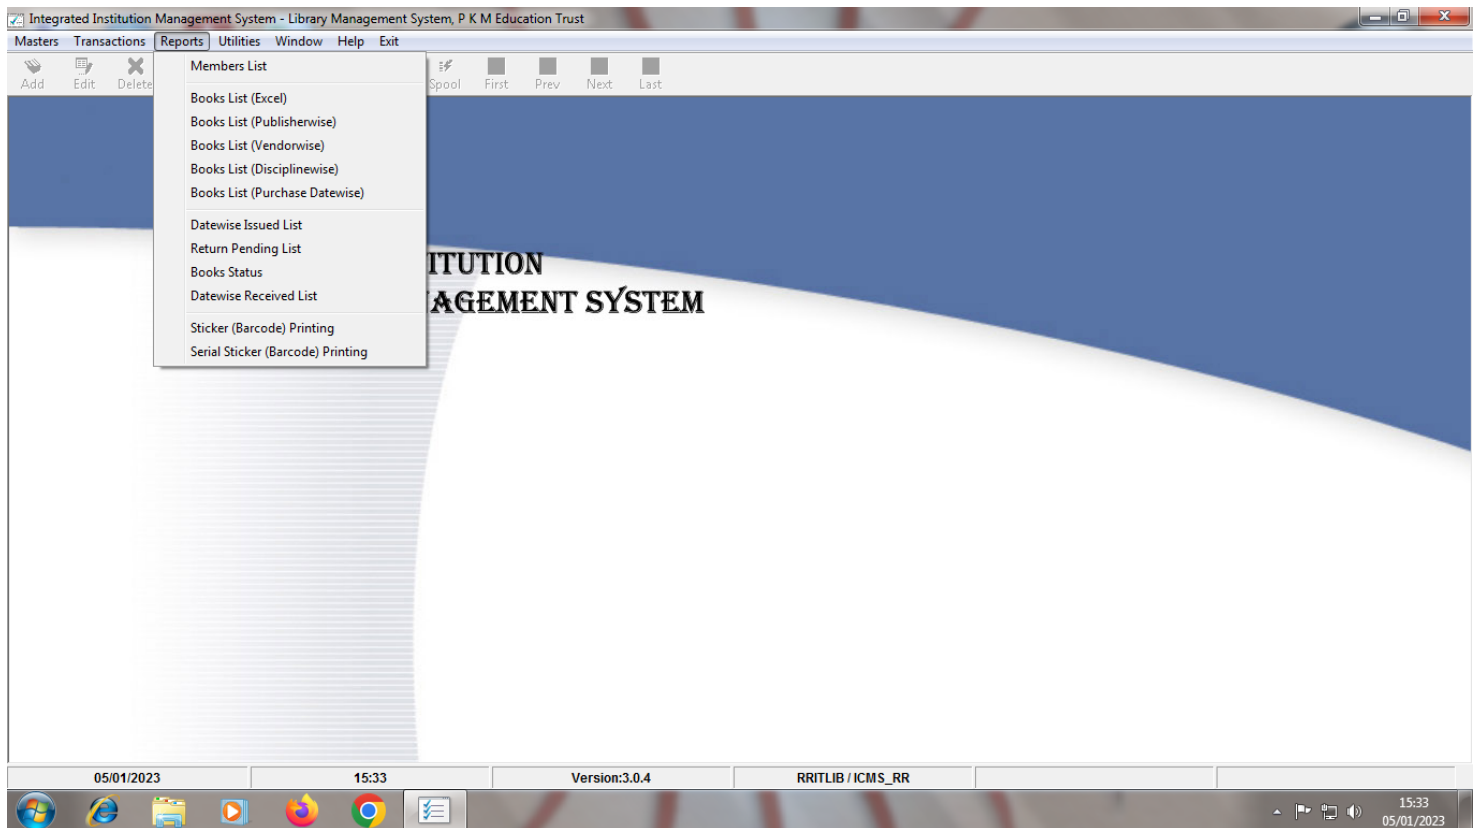 Integrated Institution Management System - Library Management System, P K M Education Trust
Masters Transactions Reports Utilities Window Help Exit
Add Edit Delete Spool First Prev Next Last
Members List
Books List (Excel)
Books List (Publisherwise)
Books List (Vendorwise)
Books List (Disciplinewise)
Books List (Purchase Datewise)
Datewise Issued List
Return Pending List
Books Status
Datewise Received List
Sticker (Barcode) Printing
Serial Sticker (Barcode) Printing
ITUTION
AGEMENT SYSTEM
05/01/2023 15:33 Version:3.0.4 RRITLIB / ICMS_RR
15:33
05/01/2023